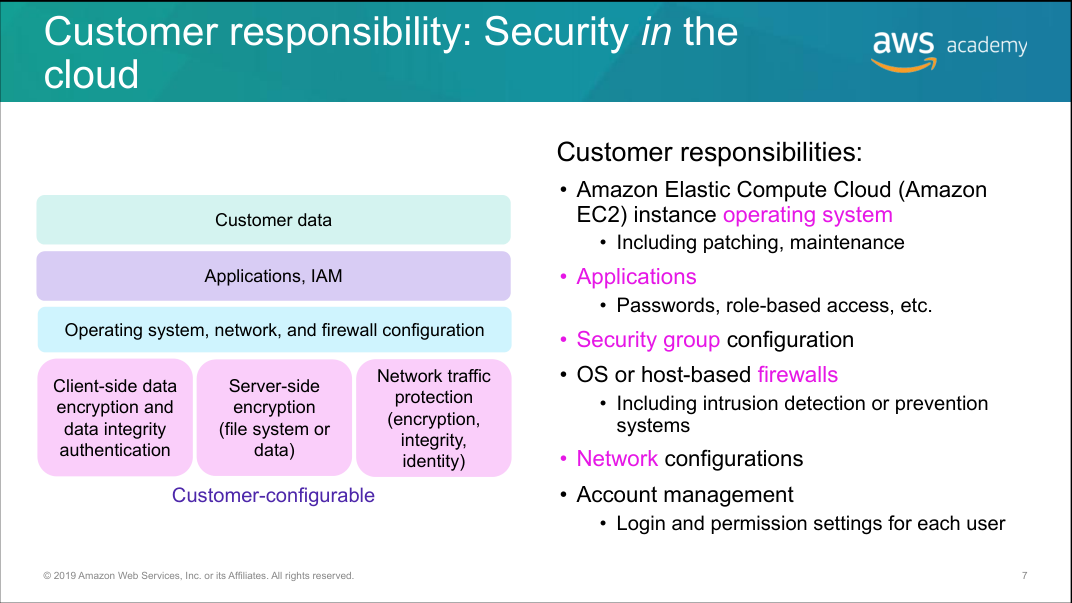 Customer responsibility: Security in the
cloud
aws academy
Customer data
Applications, IAM
Operating system, network, and firewall configuration
Client-side data
encryption and
data integrity
authentication
Server-side
encryption
(file system or
data)
Network traffic
protection
(encryption,
integrity,
identity)
Customer-configurable
Customer responsibilities:
• Amazon Elastic Compute Cloud (Amazon
EC2) instance operating system
• Including patching, maintenance
• Applications
• Passwords, role-based access, etc.
• Security group configuration
• OS or host-based firewalls
• Including intrusion detection or prevention
systems
• Network configurations
• Account management
• Login and permission settings for each user
© 2019 Amazon Web Services, Inc. or its Affiliates. All rights reserved.
7